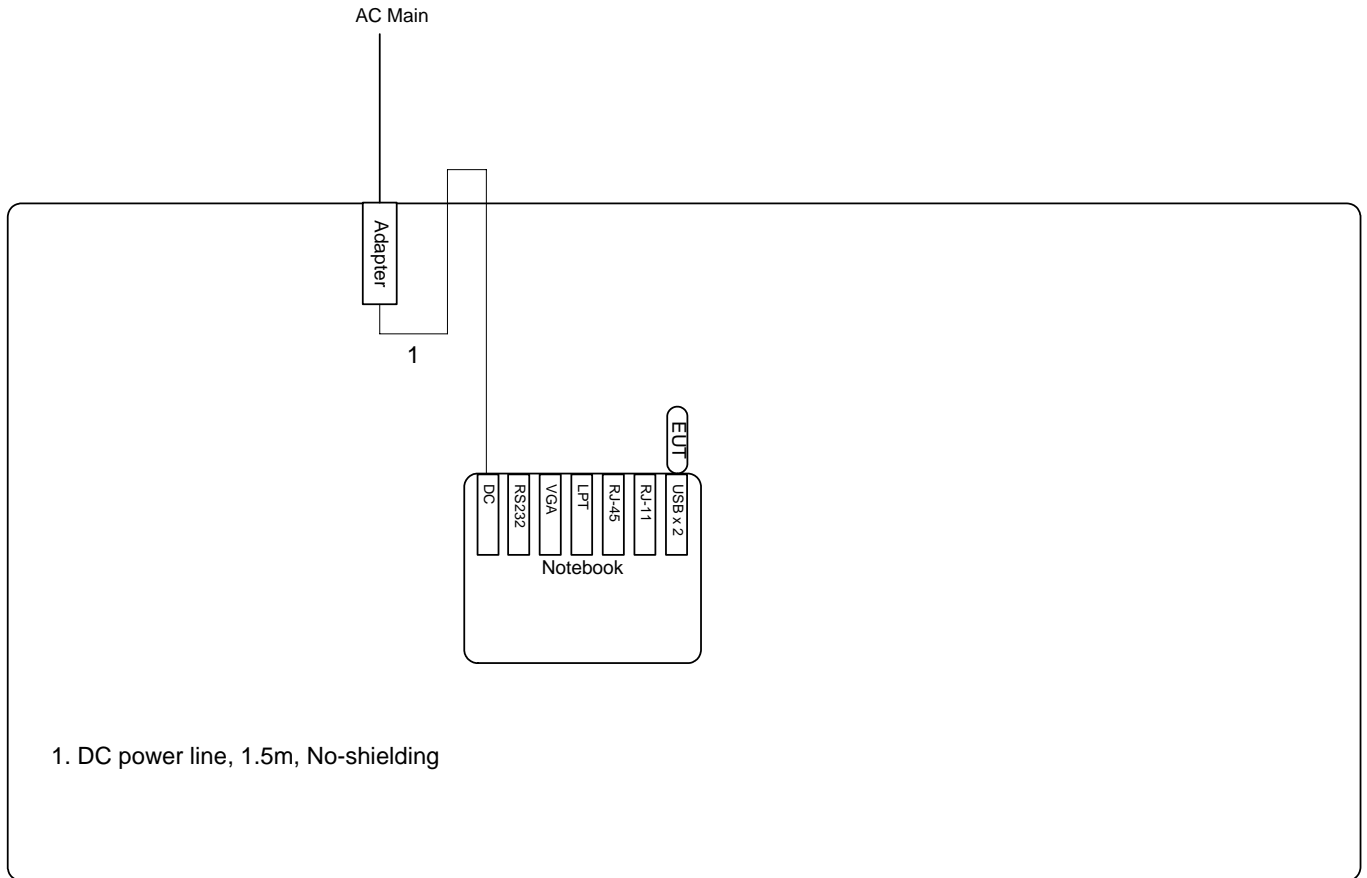 AC Main
Adapter
1
EUT
DC
RS232
VGA
LPT
RJ-45
RJ-11
USB x 2
Notebook
1. DC power line, 1.5m, No-shielding